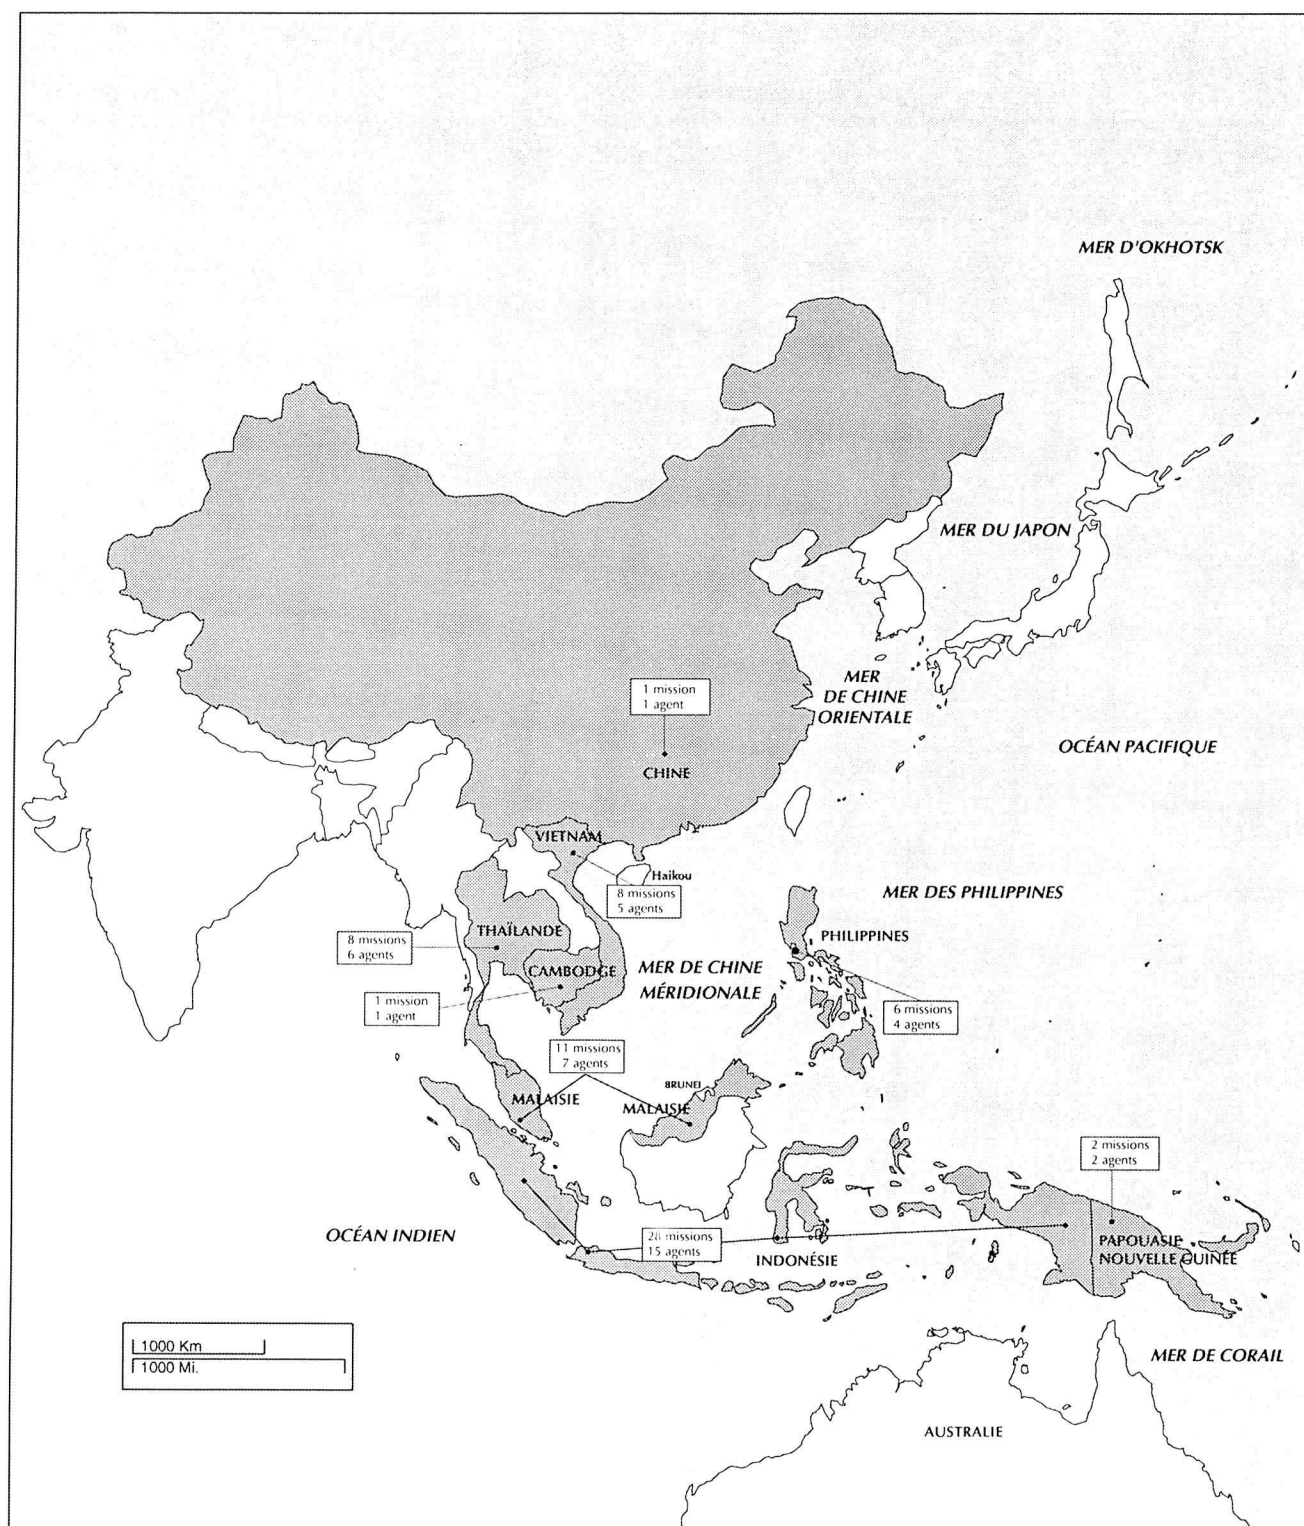 MER D'OKHOTSK
MER DU JAPON
1 mission
1 agent
MER
DE CHINE
ORIENTALE
OCÉAN PACIFIQUE
CHINE
VIETNAM
Haikou
8 missions
5 agents
MER DES PHILIPPINES
THAÏLANDE
PHILIPPINES
8 missions
6 agents
CAMBODGE
MER DE CHINE
MÉRIDIONALE
1 mission
1 agent
6 missions
4 agents
11 missions
7 agents
BRUNEI
MALAISIE
MALAISIE
2 missions
2 agents
OCÉAN INDIEN
28 missions
15 agents
INDONÉSIE
PAPOUASIE
NOUVELLE GUINÉE
1000 Km
1000 Mi.
MER DE CORAIL
AUSTRALIE